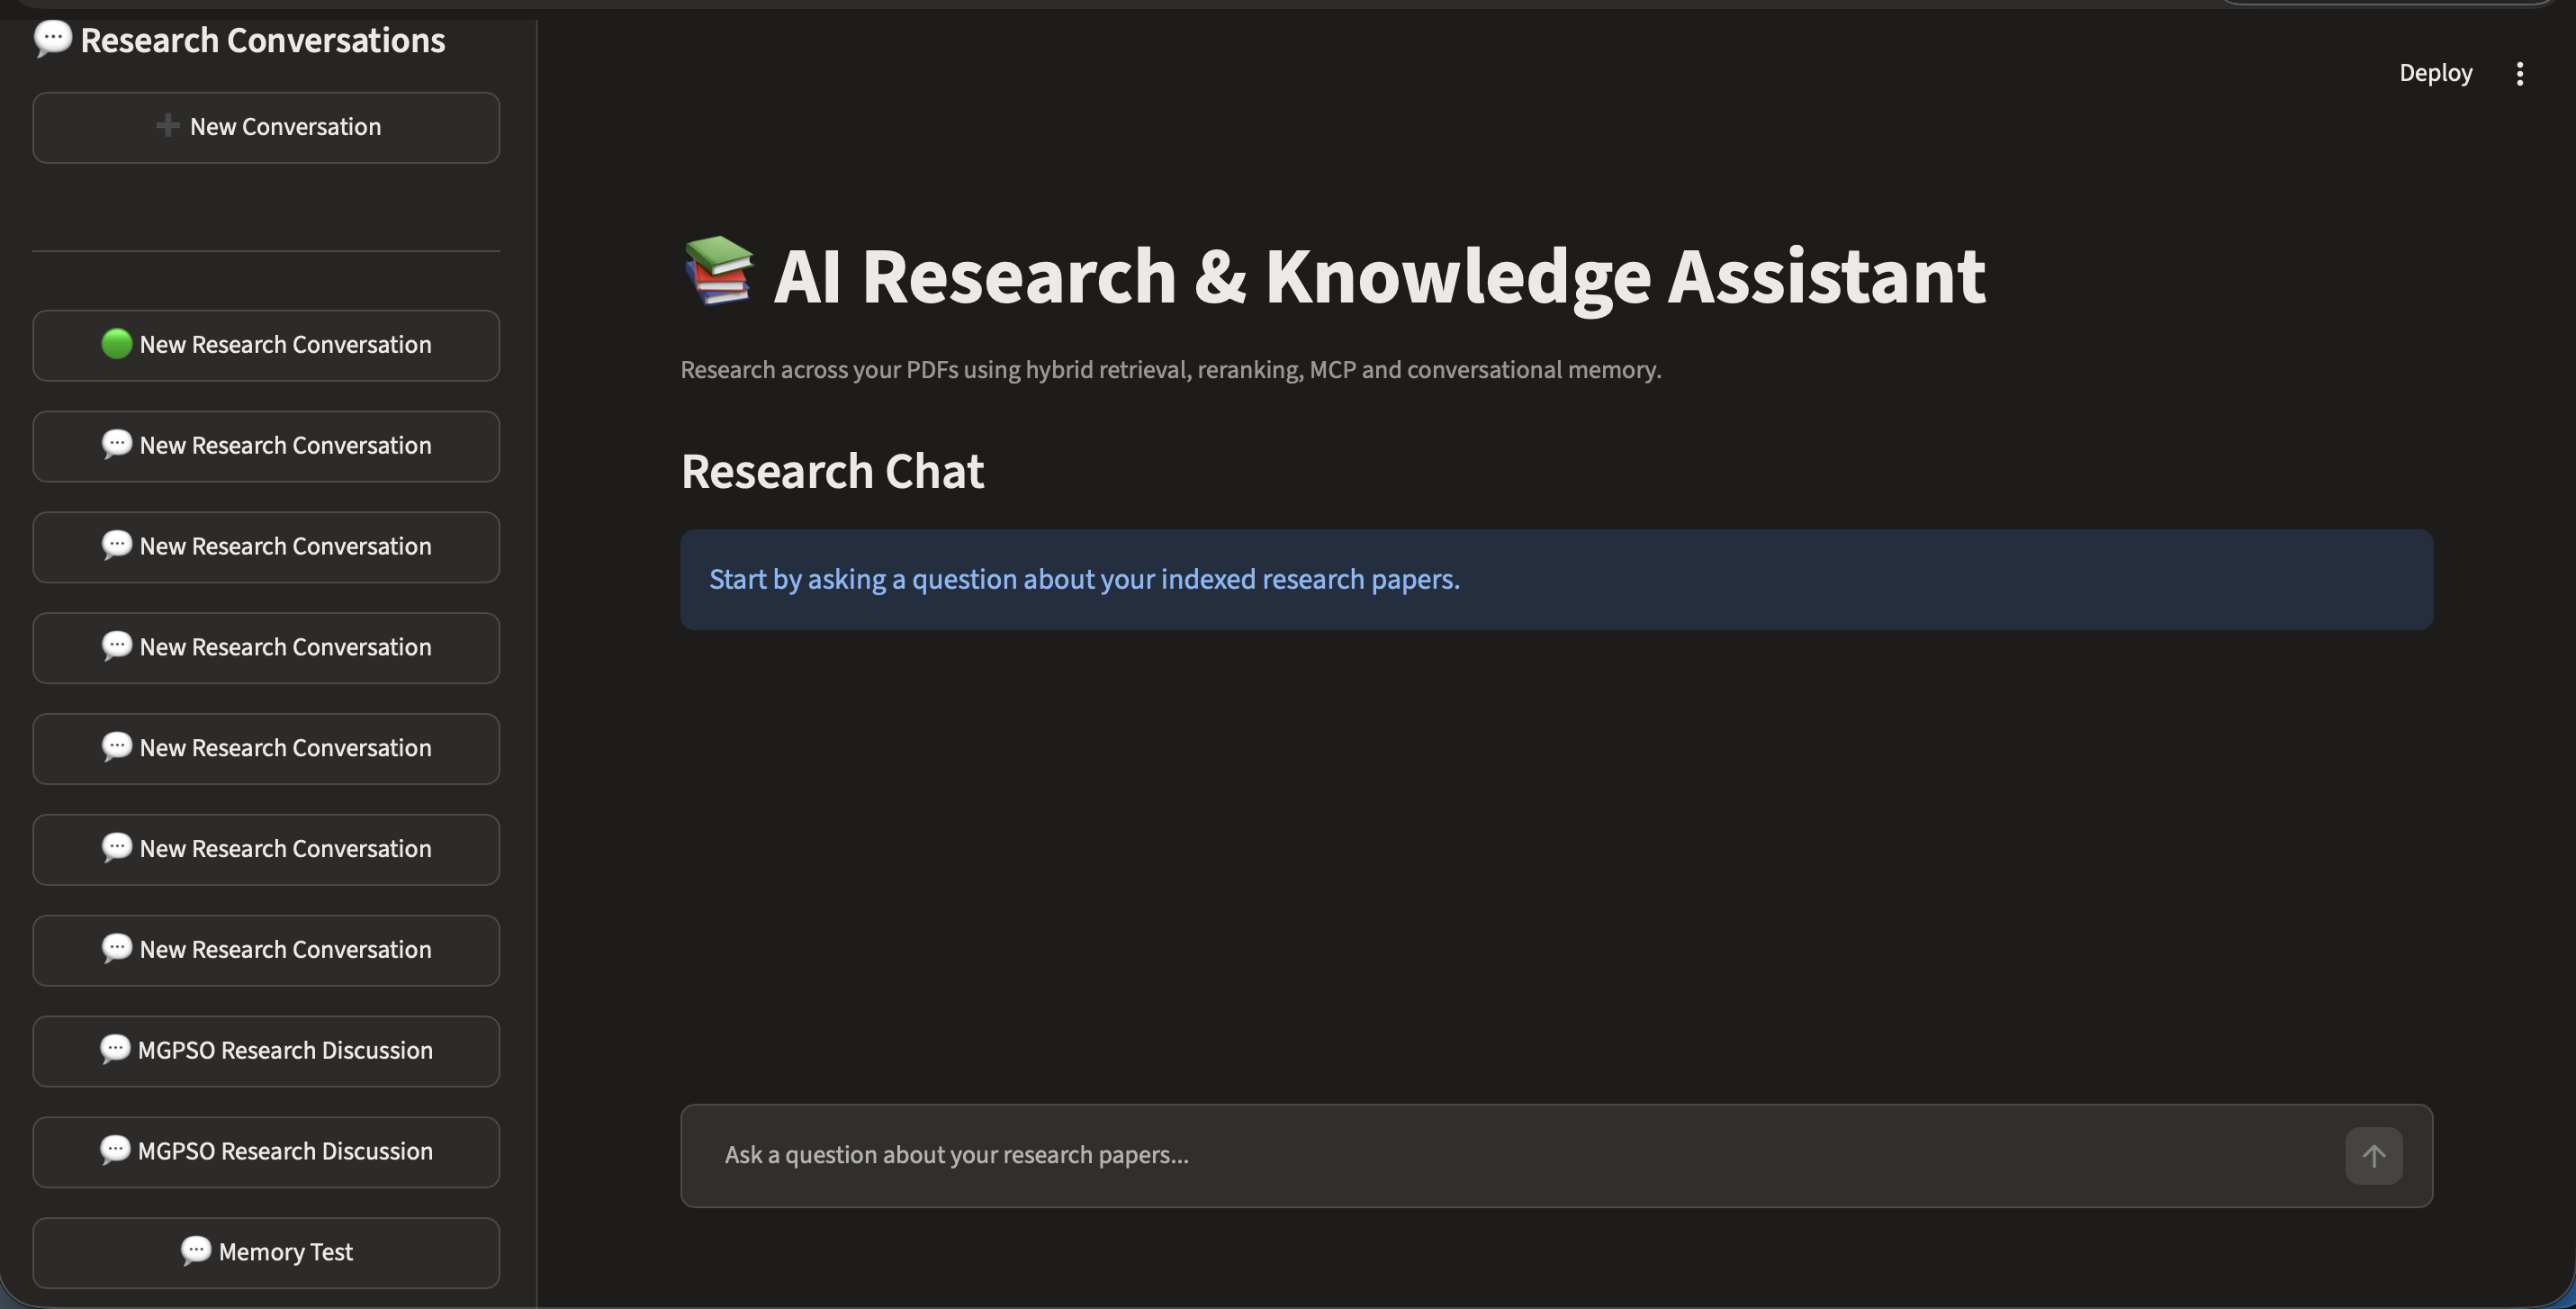 Research Conversations
New Conversation
New Research Conversation
New Research Conversation
New Research Conversation
New Research Conversation
New Research Conversation
New Research Conversation
New Research Conversation
MGPSO Research Discussion
MGPSO Research Discussion
Memory Test
Deploy
AI Research & Knowledge Assistant
Research across your PDFs using hybrid retrieval, reranking, MCP and conversational memory.
Research Chat
Start by asking a question about your indexed research papers.
Ask a question about your research papers...